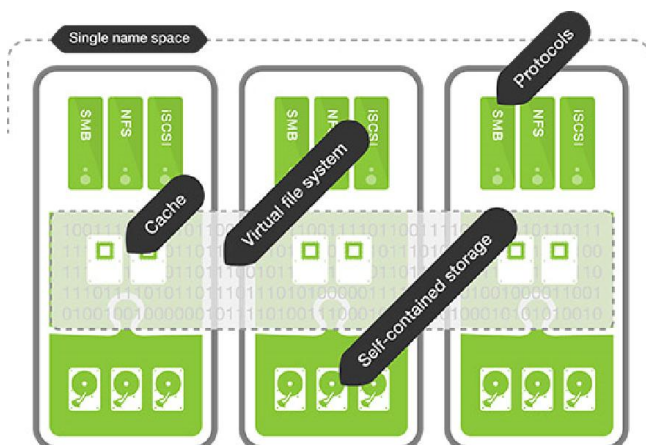 Single name space
Protocols
SMB
NFS
iSCSI
SMB
NFS
iSCSI
SMB
NFS
iSCSI
Cache
Virtual file system
Self-contained storage